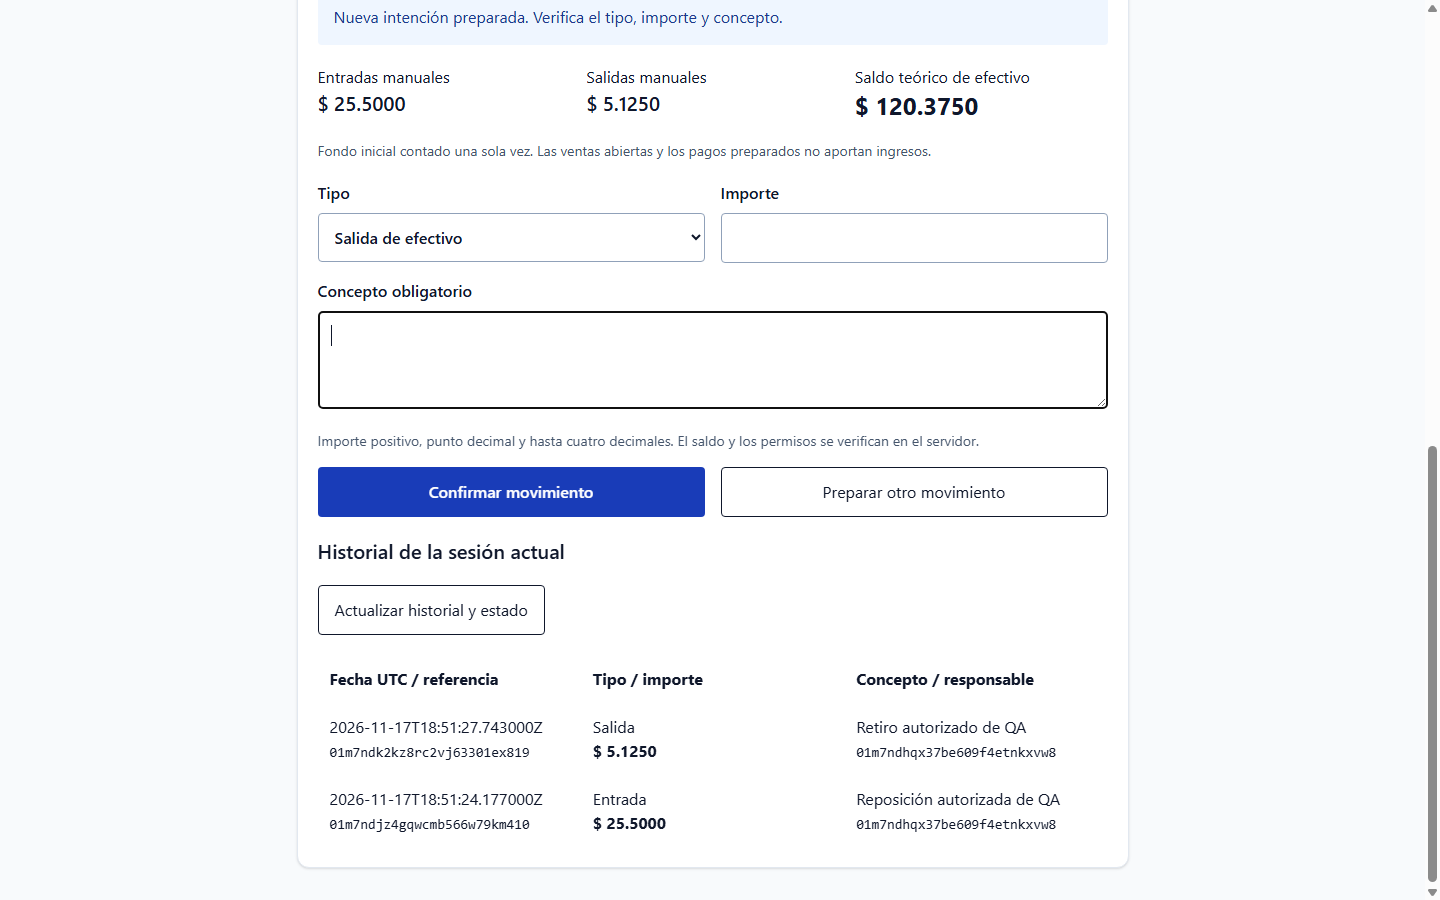 Nueva intención preparada. Verifica el tipo, importe y concepto.
Entradas manuales
$ 25.5000
Salidas manuales
$ 5.1250
Saldo teórico de efectivo
$ 120.3750
Fondo inicial contado una sola vez. Las ventas abiertas y los pagos preparados no aportan ingresos.
Tipo
Salida de efectivo
Importe
Concepto obligatorio
Importe positivo, punto decimal y hasta cuatro decimales. El saldo y los permisos se verifican en el servidor.
Confirmar movimiento
Preparar otro movimiento
Historial de la sesión actual
Actualizar historial y estado
Fecha UTC / referencia
Tipo / importe
Concepto / responsable
2026-11-17T18:51:27.743000Z
01m7ndk2kz8rc2vj63301ex819
Salida
$ 5.1250
Retiro autorizado de QA
01m7ndhqx37be609f4etnkxvw8
2026-11-17T18:51:24.177000Z
01m7ndjz4gqwcmb566w79km410
Entrada
$ 25.5000
Reposición autorizada de QA
01m7ndhqx37be609f4etnkxvw8